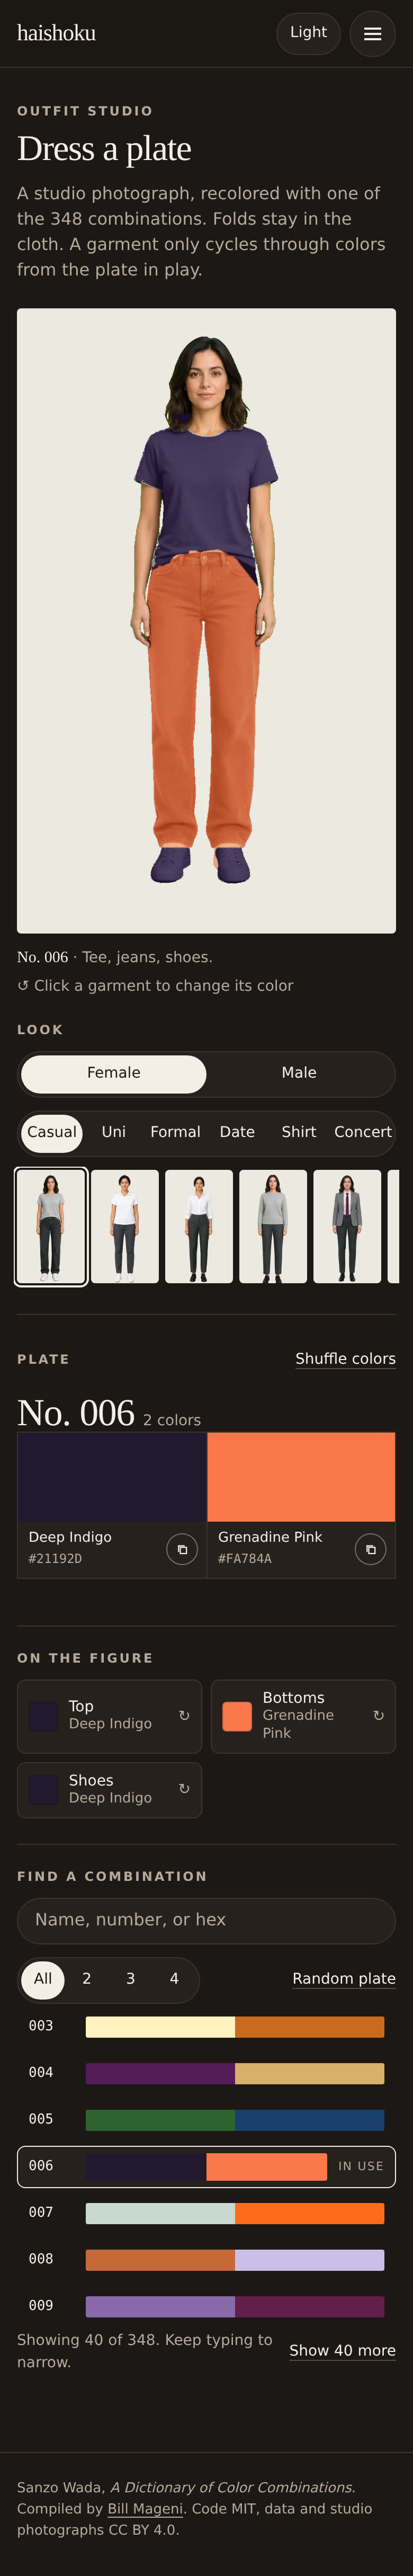 haishoku
Light
OUTFIT STUDIO
Dress a plate
A studio photograph, recolored with one of
the 348 combinations. Folds stay in the
cloth. A garment only cycles through colors
from the plate in play.
No. 006 · Tee, jeans, shoes.
↺ Click a garment to change its color
LOOK
Female Male
Casual Uni Formal Date Shirt Concert
PLATE Shuffle colors
No. 006 2 colors
Deep Indigo Grenadine Pink
#21192D #FA784A
ON THE FIGURE
Top
Deep Indigo ↻
Bottoms
Grenadine
Pink ↻
Shoes
Deep Indigo ↻
FIND A COMBINATION
Name, number, or hex
All 2 3 4 Random plate
003
004
005
006 IN USE
007
008
009
Showing 40 of 348. Keep typing to
narrow.
Show 40 more
Sanzo Wada, A Dictionary of Color Combinations.
Compiled by Bill Mageni. Code MIT, data and studio
photographs CC BY 4.0.